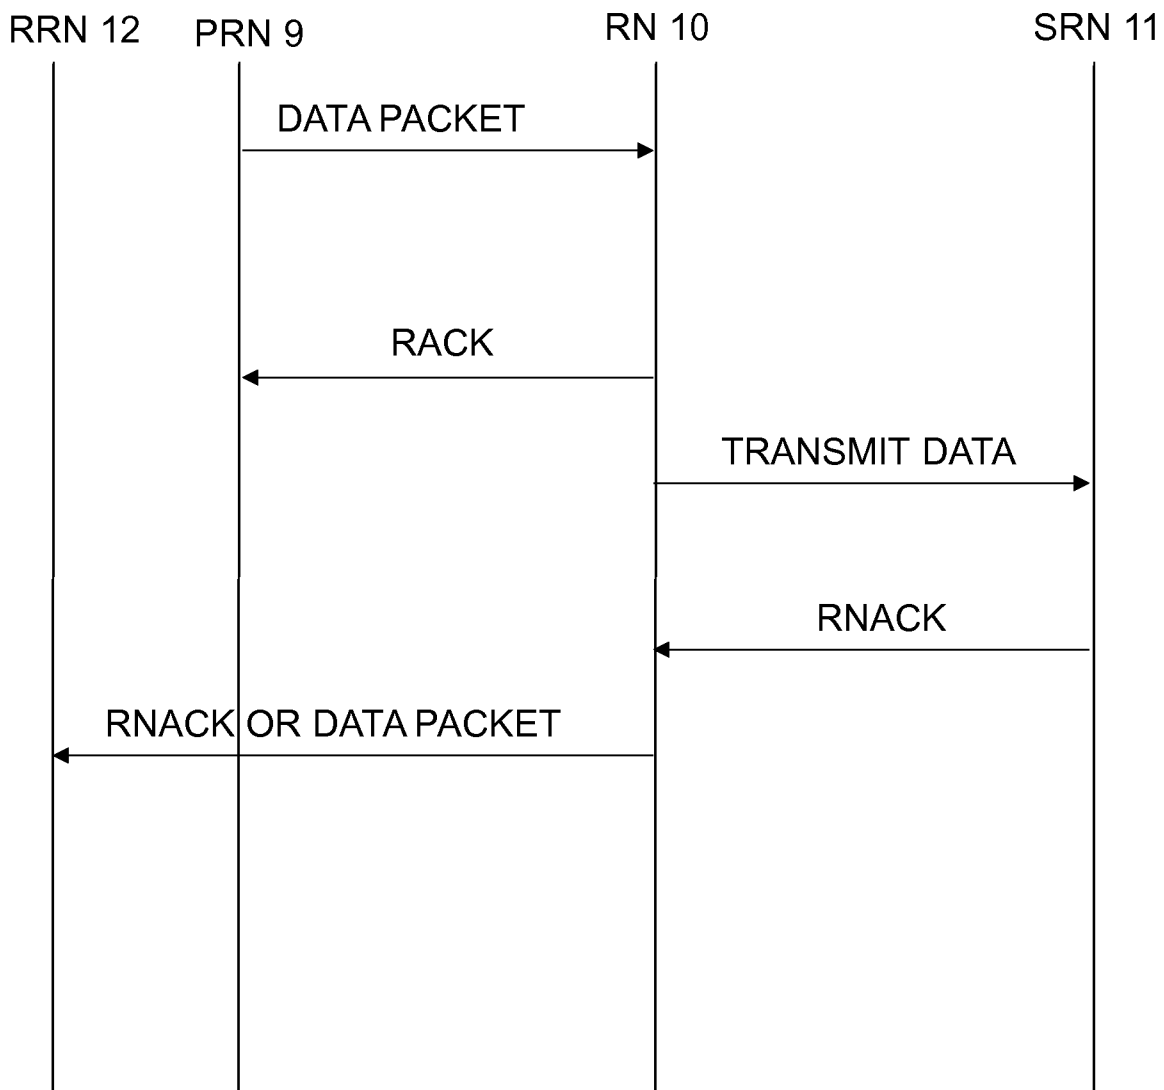 RRN 12
PRN 9
RN 10
SRN 11
DATA PACKET
RACK
TRANSMIT DATA
RNACK
RNACK OR DATA PACKET